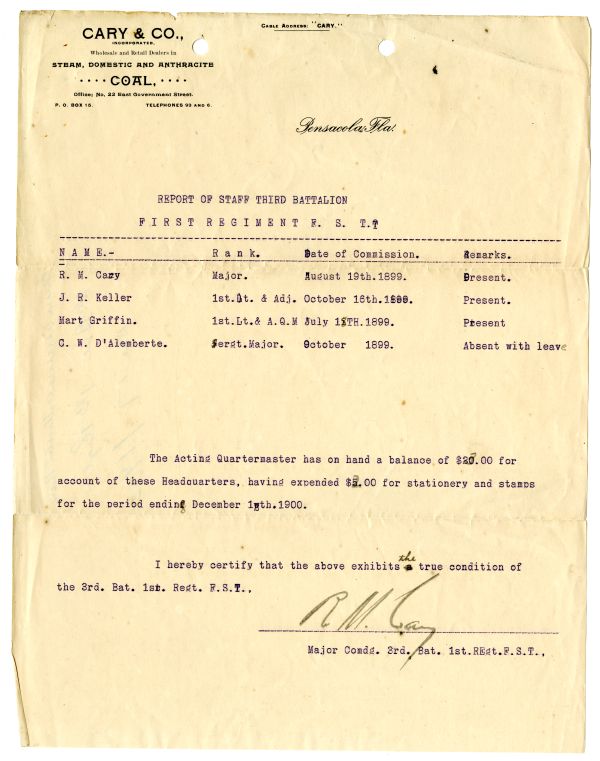 Cable Address: "CARY."
CARY & CO.,
INCORPORATED.
Wholesale and Retail Dealers in
STEAM, DOMESTIC AND ANTHRACITE
····COAL,····
Office: No. 22 East Government Street.
P. O. BOX 15. TELEPHONES 93 AND 6.
Pensacola, Fla.
REPORT OF STAFF THIRD BATTALION
FIRST REGIMENT F. S. T.
NAME.- Rank. Date of Commission. Remarks.
R. M. Cary Major. August 19th.1899. Present.
J. R. Keller 1st.Lt. & Adj. October 16th. Present.
Mart Griffin. 1st.Lt.& A.Q.M July TH.1899. Present
C. W. D'Alemberte. Sergt.Major. October 1899. Absent with leave
The Acting Quartermaster has on hand a balance of for
account of these Headquarters, having expended for stationery and stamps
for the period ending December 1900.
I hereby certify that the above exhibits the true condition of
the 3rd. Bat. 1st. Regt. F.S.T.,
R M. Cary
Major Comdg. 3rd. Bat. 1st.REgt.F.S.T.,